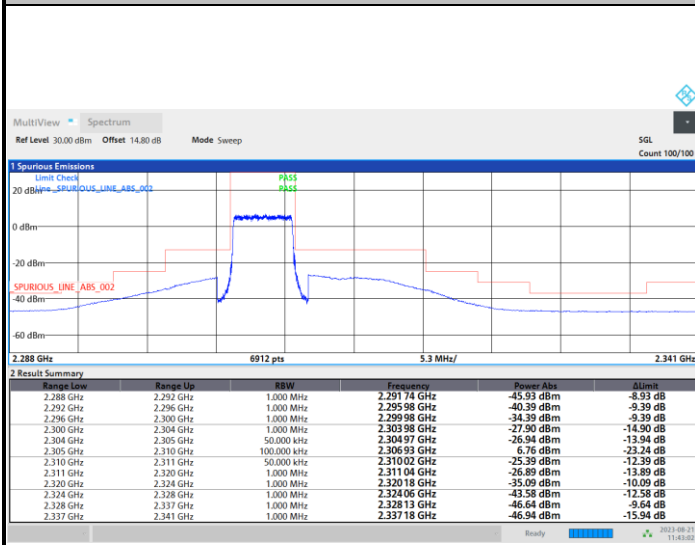 MultiView Spectrum
Ref Level 30.00 dBm Offset 14.80 dB Mode Sweep SGL
Count 100/100
1 Spurious Emissions
Limit Check PASS
20 dBm Line _SPURIOUS_LINE_ABS_002 PASS
0 dBm
-20 dBm
SPURIOUS_LINE_ABS_002
-40 dBm
-60 dBm
2.288 GHz 6912 pts 5.3 MHz/ 2.341 GHz
2 Result Summary
Range Low Range Up RBW Frequency Power Abs ΔLimit
2.288 GHz 2.292 GHz 1.000 MHz 2.29174 GHz -45.93 dBm -8.93 dB
2.292 GHz 2.296 GHz 1.000 MHz 2.29598 GHz -40.39 dBm -9.39 dB
2.296 GHz 2.300 GHz 1.000 MHz 2.29998 GHz -34.39 dBm -9.39 dB
2.300 GHz 2.304 GHz 1.000 MHz 2.30398 GHz -27.90 dBm -14.90 dB
2.304 GHz 2.305 GHz 50.000 kHz 2.30497 GHz -26.94 dBm -13.94 dB
2.305 GHz 2.310 GHz 100.000 kHz 2.30693 GHz 6.76 dBm -23.24 dB
2.310 GHz 2.311 GHz 50.000 kHz 2.31002 GHz -25.39 dBm -12.39 dB
2.311 GHz 2.320 GHz 1.000 MHz 2.31104 GHz -26.89 dBm -13.89 dB
2.320 GHz 2.324 GHz 1.000 MHz 2.32018 GHz -35.09 dBm -10.09 dB
2.324 GHz 2.328 GHz 1.000 MHz 2.32406 GHz -43.58 dBm -12.58 dB
2.328 GHz 2.337 GHz 1.000 MHz 2.32813 GHz -46.64 dBm -9.64 dB
2.337 GHz 2.341 GHz 1.000 MHz 2.33718 GHz -46.94 dBm -15.94 dB
Ready 2023-08-21
11:43:02